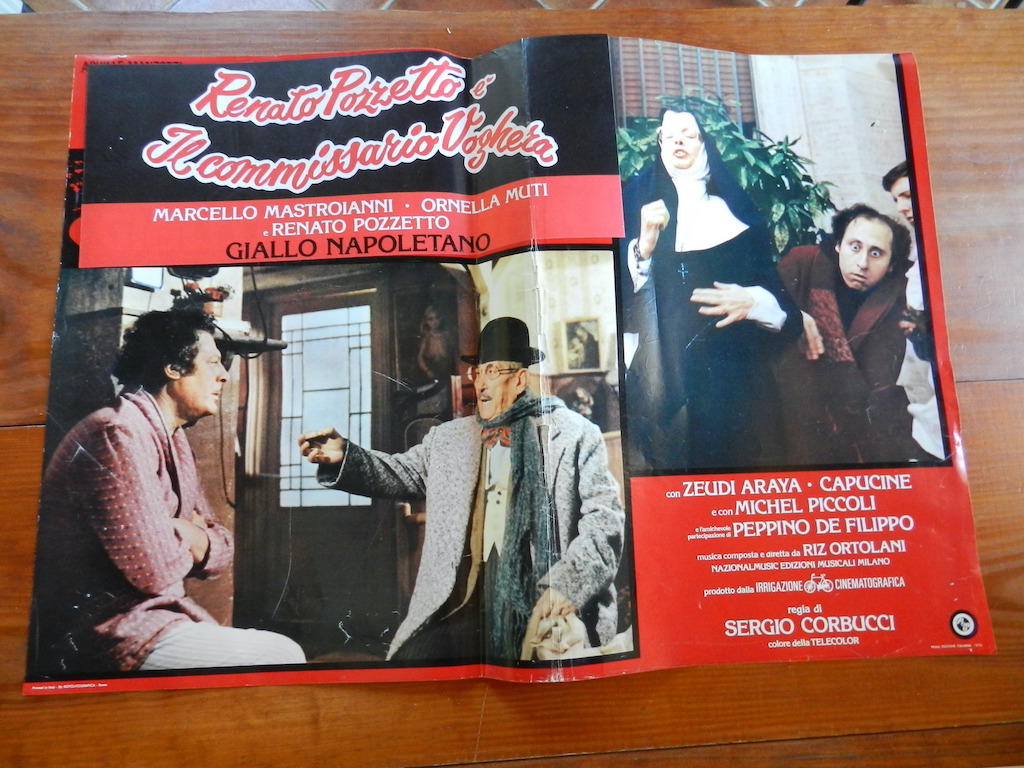 Renato Pozzetto è
Il commissario Voghera
MARCELLO MASTROIANNI • ORNELLA MUTI
e RENATO POZZETTO
GIALLO NAPOLETANO
con ZEUDI ARAYA • CAPUCINE
e con MICHEL PICCOLI
e l'amichevole
partecipazione di PEPPINO DE FILIPPO
musica composta e diretta da RIZ ORTOLANI
NAZIONALMUSIC EDIZIONI MUSICALI MILANO
prodotto dalla IRRIGAZIONE CINEMATOGRAFICA
regia di
SERGIO CORBUCCI
colore della TELECOLOR